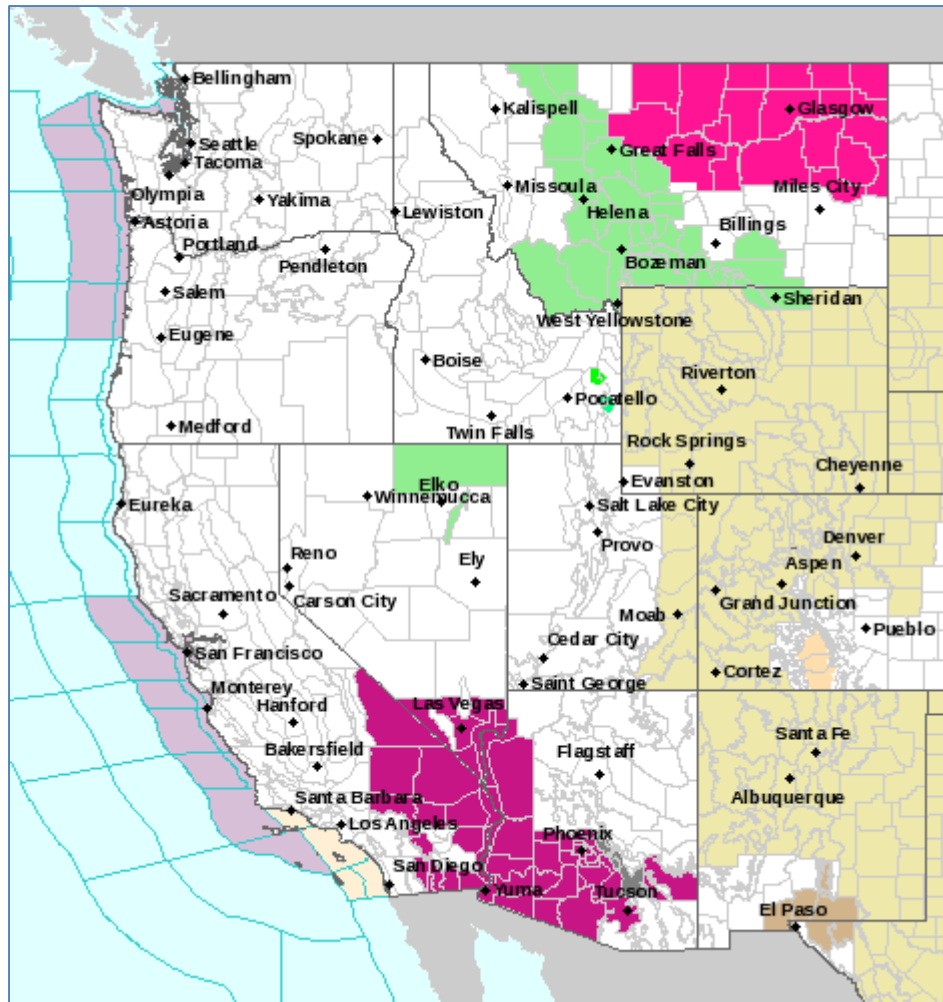 Bellingham
Kalispell
Glasgow
Seattle
Spokane
Great Falls
Tacoma
Olympia
Missoula
Miles City
Yakima
Helena
Astoria
Lewiston
Billings
Portland
Pendleton
Bozeman
Salem
Sheridan
West Yellowstone
Eugene
Boise
Riverton
Pocatello
Medford
Twin Falls
Rock Springs
Cheyenne
Elko
Evanston
Winnemucca
Eureka
Salt Lake City
Provo
Denver
Reno
Ely
Aspen
Sacramento
Carson City
Grand Junction
Moab
Pueblo
Cedar City
San Francisco
Cortez
Monterey
Saint George
Hanford
Las Vegas
Bakersfield
Flagstaff
Santa Fe
Albuquerque
Santa Barbara
Los Angeles
Phoenix
San Diego
Yuma
Tucson
El Paso